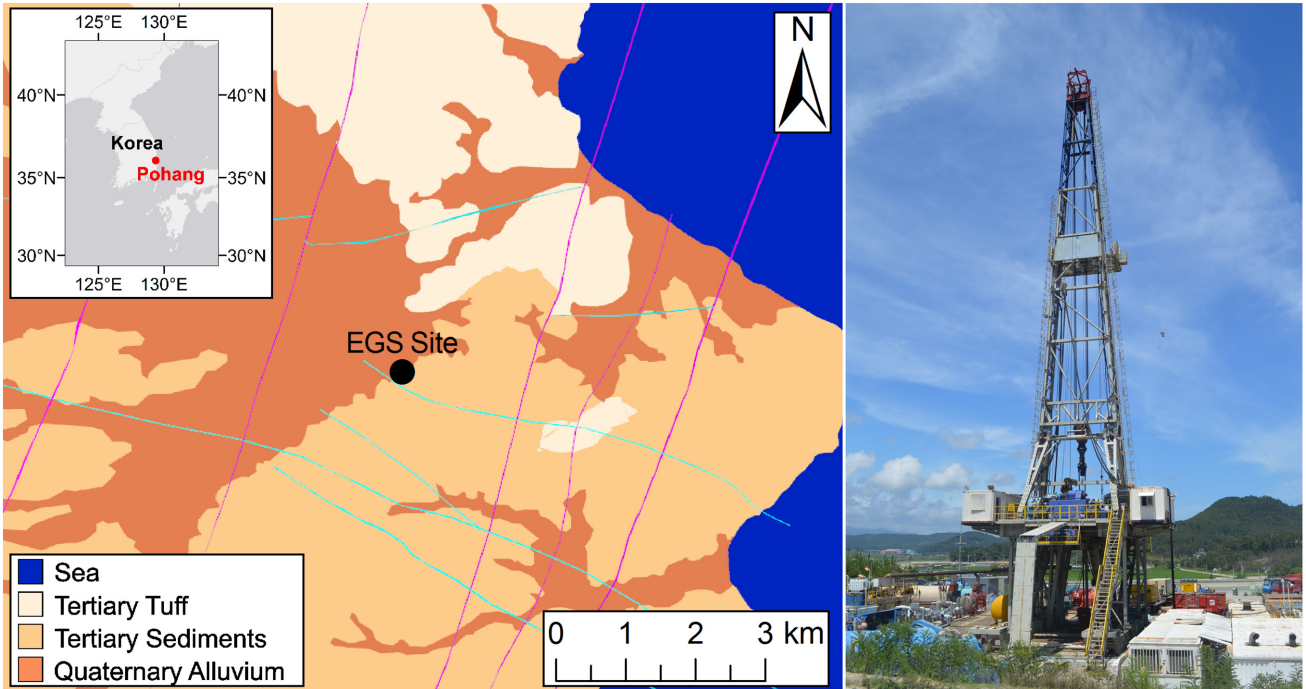 125°E 130°E
40°N 40°N
Korea
Pohang
35°N 35°N
30°N 30°N
125°E 130°E
N
EGS Site
Sea
Tertiary Tuff
Tertiary Sediments
Quaternary Alluvium
0 1 2 3 km